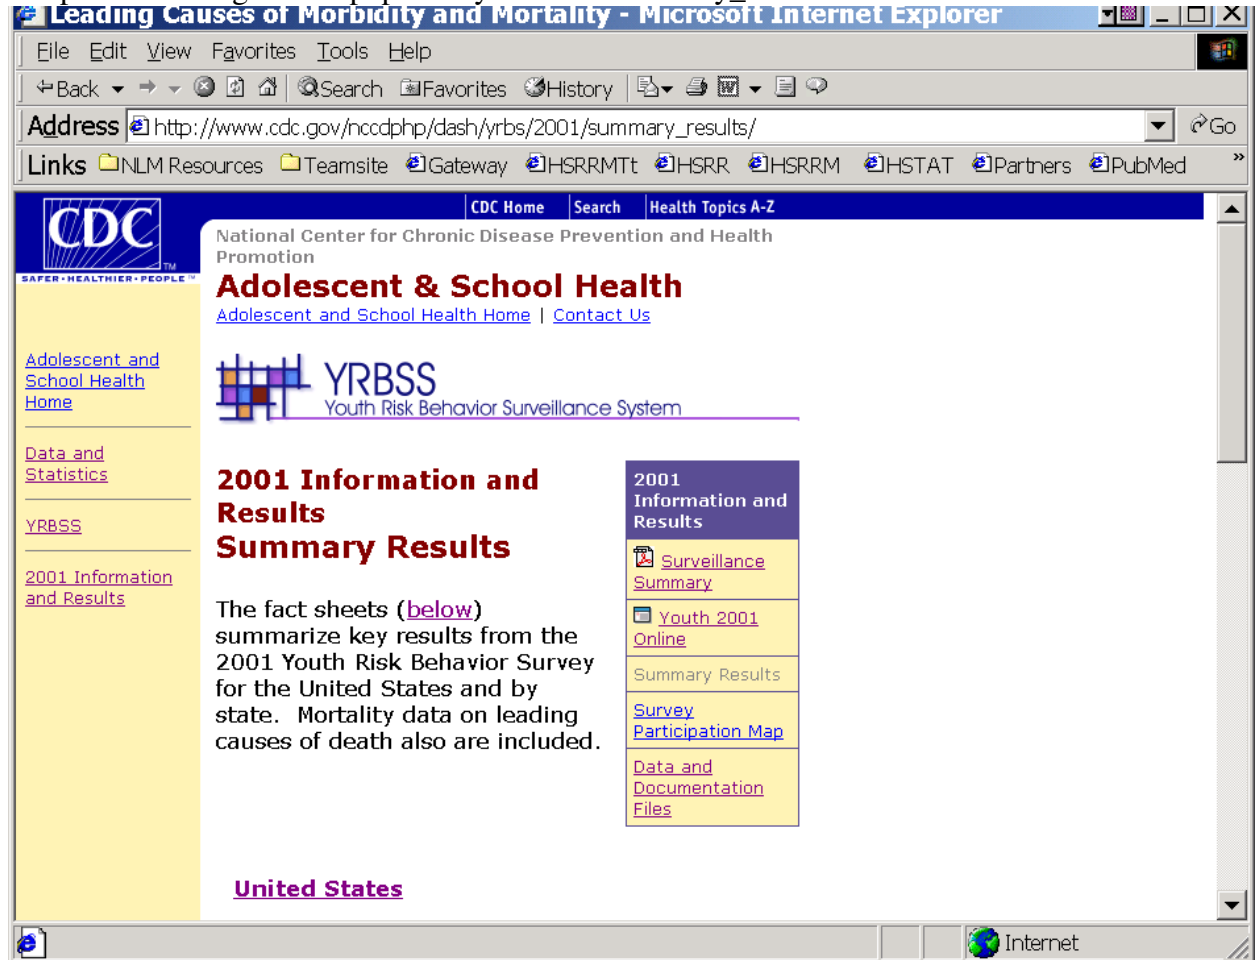 Leading Causes of Morbidity and Mortality - Microsoft Internet Explorer
File Edit View Favorites Tools Help
Back Search Favorites History
Address http://www.cdc.gov/nccdphp/dash/yrbs/2001/summary_results/ Go
Links NLM Resources Teamsite Gateway HSRRMTt HSRR HSRRM HSTAT Partners PubMed »
CDC Home Search Health Topics A-Z
CDC TM
SAFER·HEALTHIER·PEOPLE™
National Center for Chronic Disease Prevention and Health
Promotion
Adolescent & School Health
Adolescent and School Health Home | Contact Us
Adolescent and
School Health
Home
Data and
Statistics
YRBSS
2001 Information
and Results
YRBSS
Youth Risk Behavior Surveillance System
2001 Information and
Results
Summary Results
The fact sheets (below)
summarize key results from the
2001 Youth Risk Behavior Survey
for the United States and by
state. Mortality data on leading
causes of death also are included.
2001
Information and
Results
Surveillance
Summary
Youth 2001
Online
Summary Results
Survey
Participation Map
Data and
Documentation
Files
United States
Internet